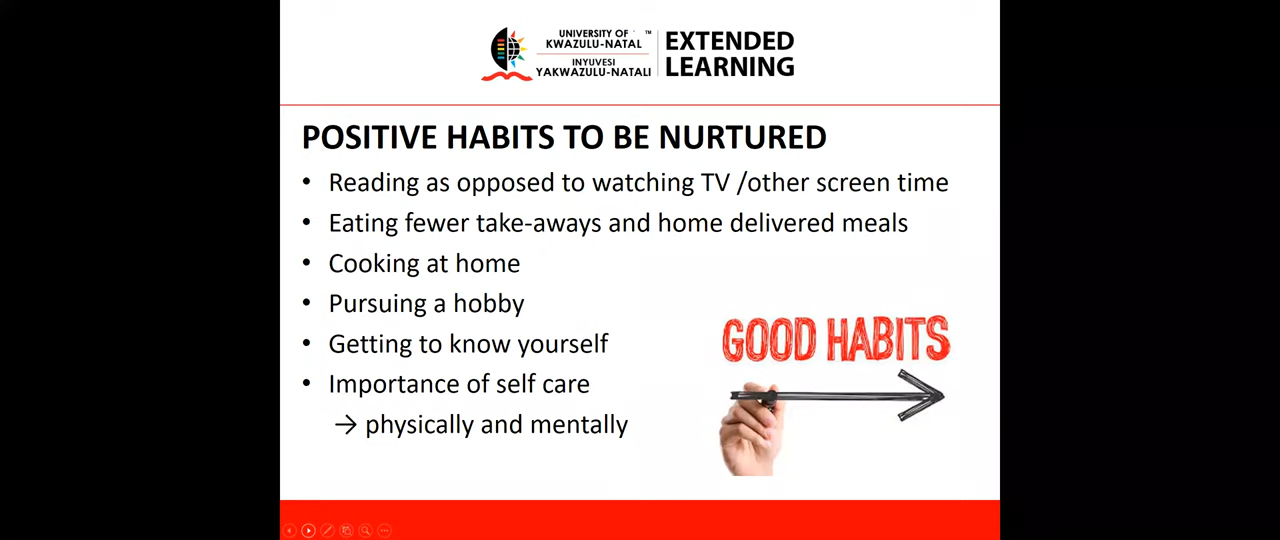 UNIVERSITY OF ™
KWAZULU-NATAL
INYUVESI
YAKWAZULU-NATALI
EXTENDED
LEARNING
POSITIVE HABITS TO BE NURTURED
• Reading as opposed to watching TV /other screen time
• Eating fewer take-aways and home delivered meals
• Cooking at home
• Pursuing a hobby
• Getting to know yourself
• Importance of self care
→ physically and mentally
GOOD HABITS